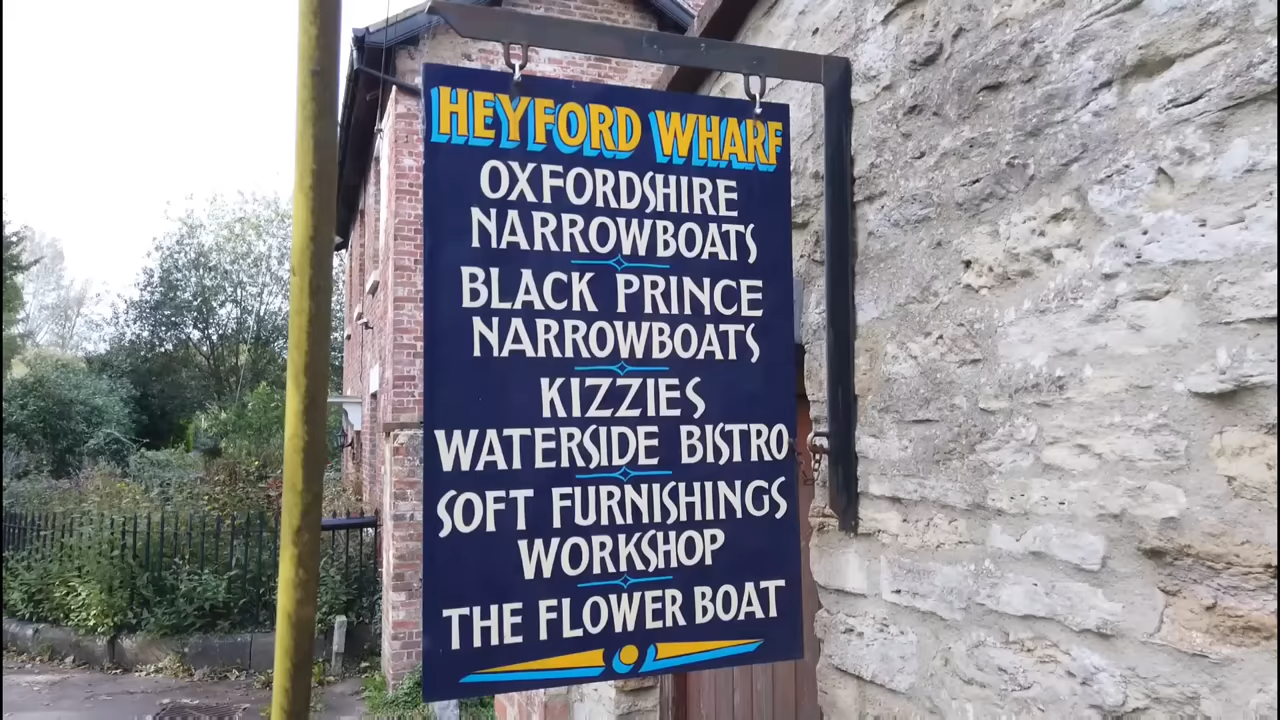 HEYFORD WHARF
OXFORDSHIRE
NARROWBOATS
BLACK PRINCE
NARROWBOATS
KIZZIES
WATERSIDE BISTRO
SOFT FURNISHINGS
WORKSHOP
THE FLOWER BOAT